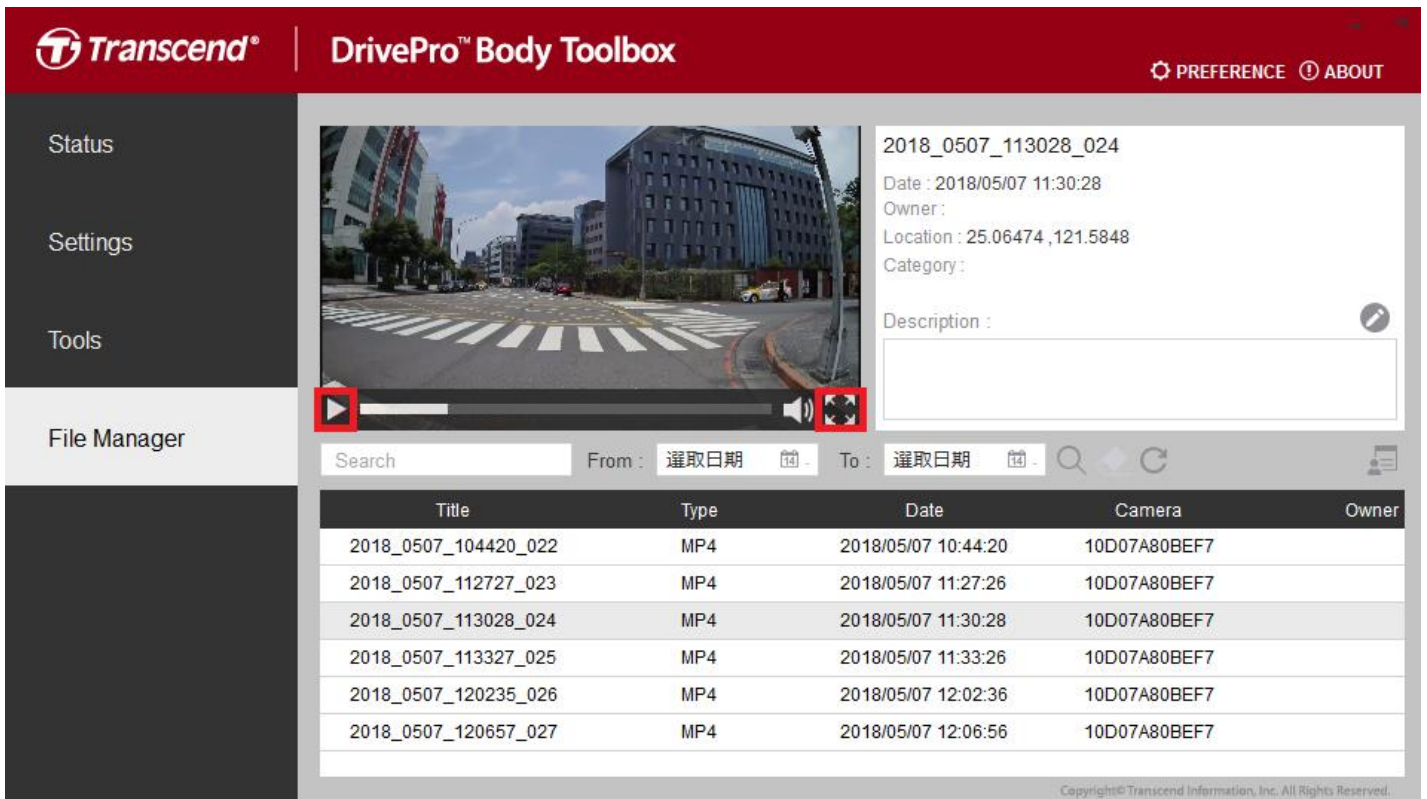 Transcend®
DrivePro™ Body Toolbox
PREFERENCE ABOUT
Status
Settings
Tools
File Manager
2018_0507_113028_024
Date : 2018/05/07 11:30:28
Owner :
Location : 25.06474 ,121.5848
Category :
Description :
Search From : 選取日期 14 To : 選取日期 14
Title Type Date Camera Owner
2018_0507_104420_022 MP4 2018/05/07 10:44:20 10D07A80BEF7
2018_0507_112727_023 MP4 2018/05/07 11:27:26 10D07A80BEF7
2018_0507_113028_024 MP4 2018/05/07 11:30:28 10D07A80BEF7
2018_0507_113327_025 MP4 2018/05/07 11:33:26 10D07A80BEF7
2018_0507_120235_026 MP4 2018/05/07 12:02:36 10D07A80BEF7
2018_0507_120657_027 MP4 2018/05/07 12:06:56 10D07A80BEF7
Copyright© Transcend Information, Inc. All Rights Reserved.